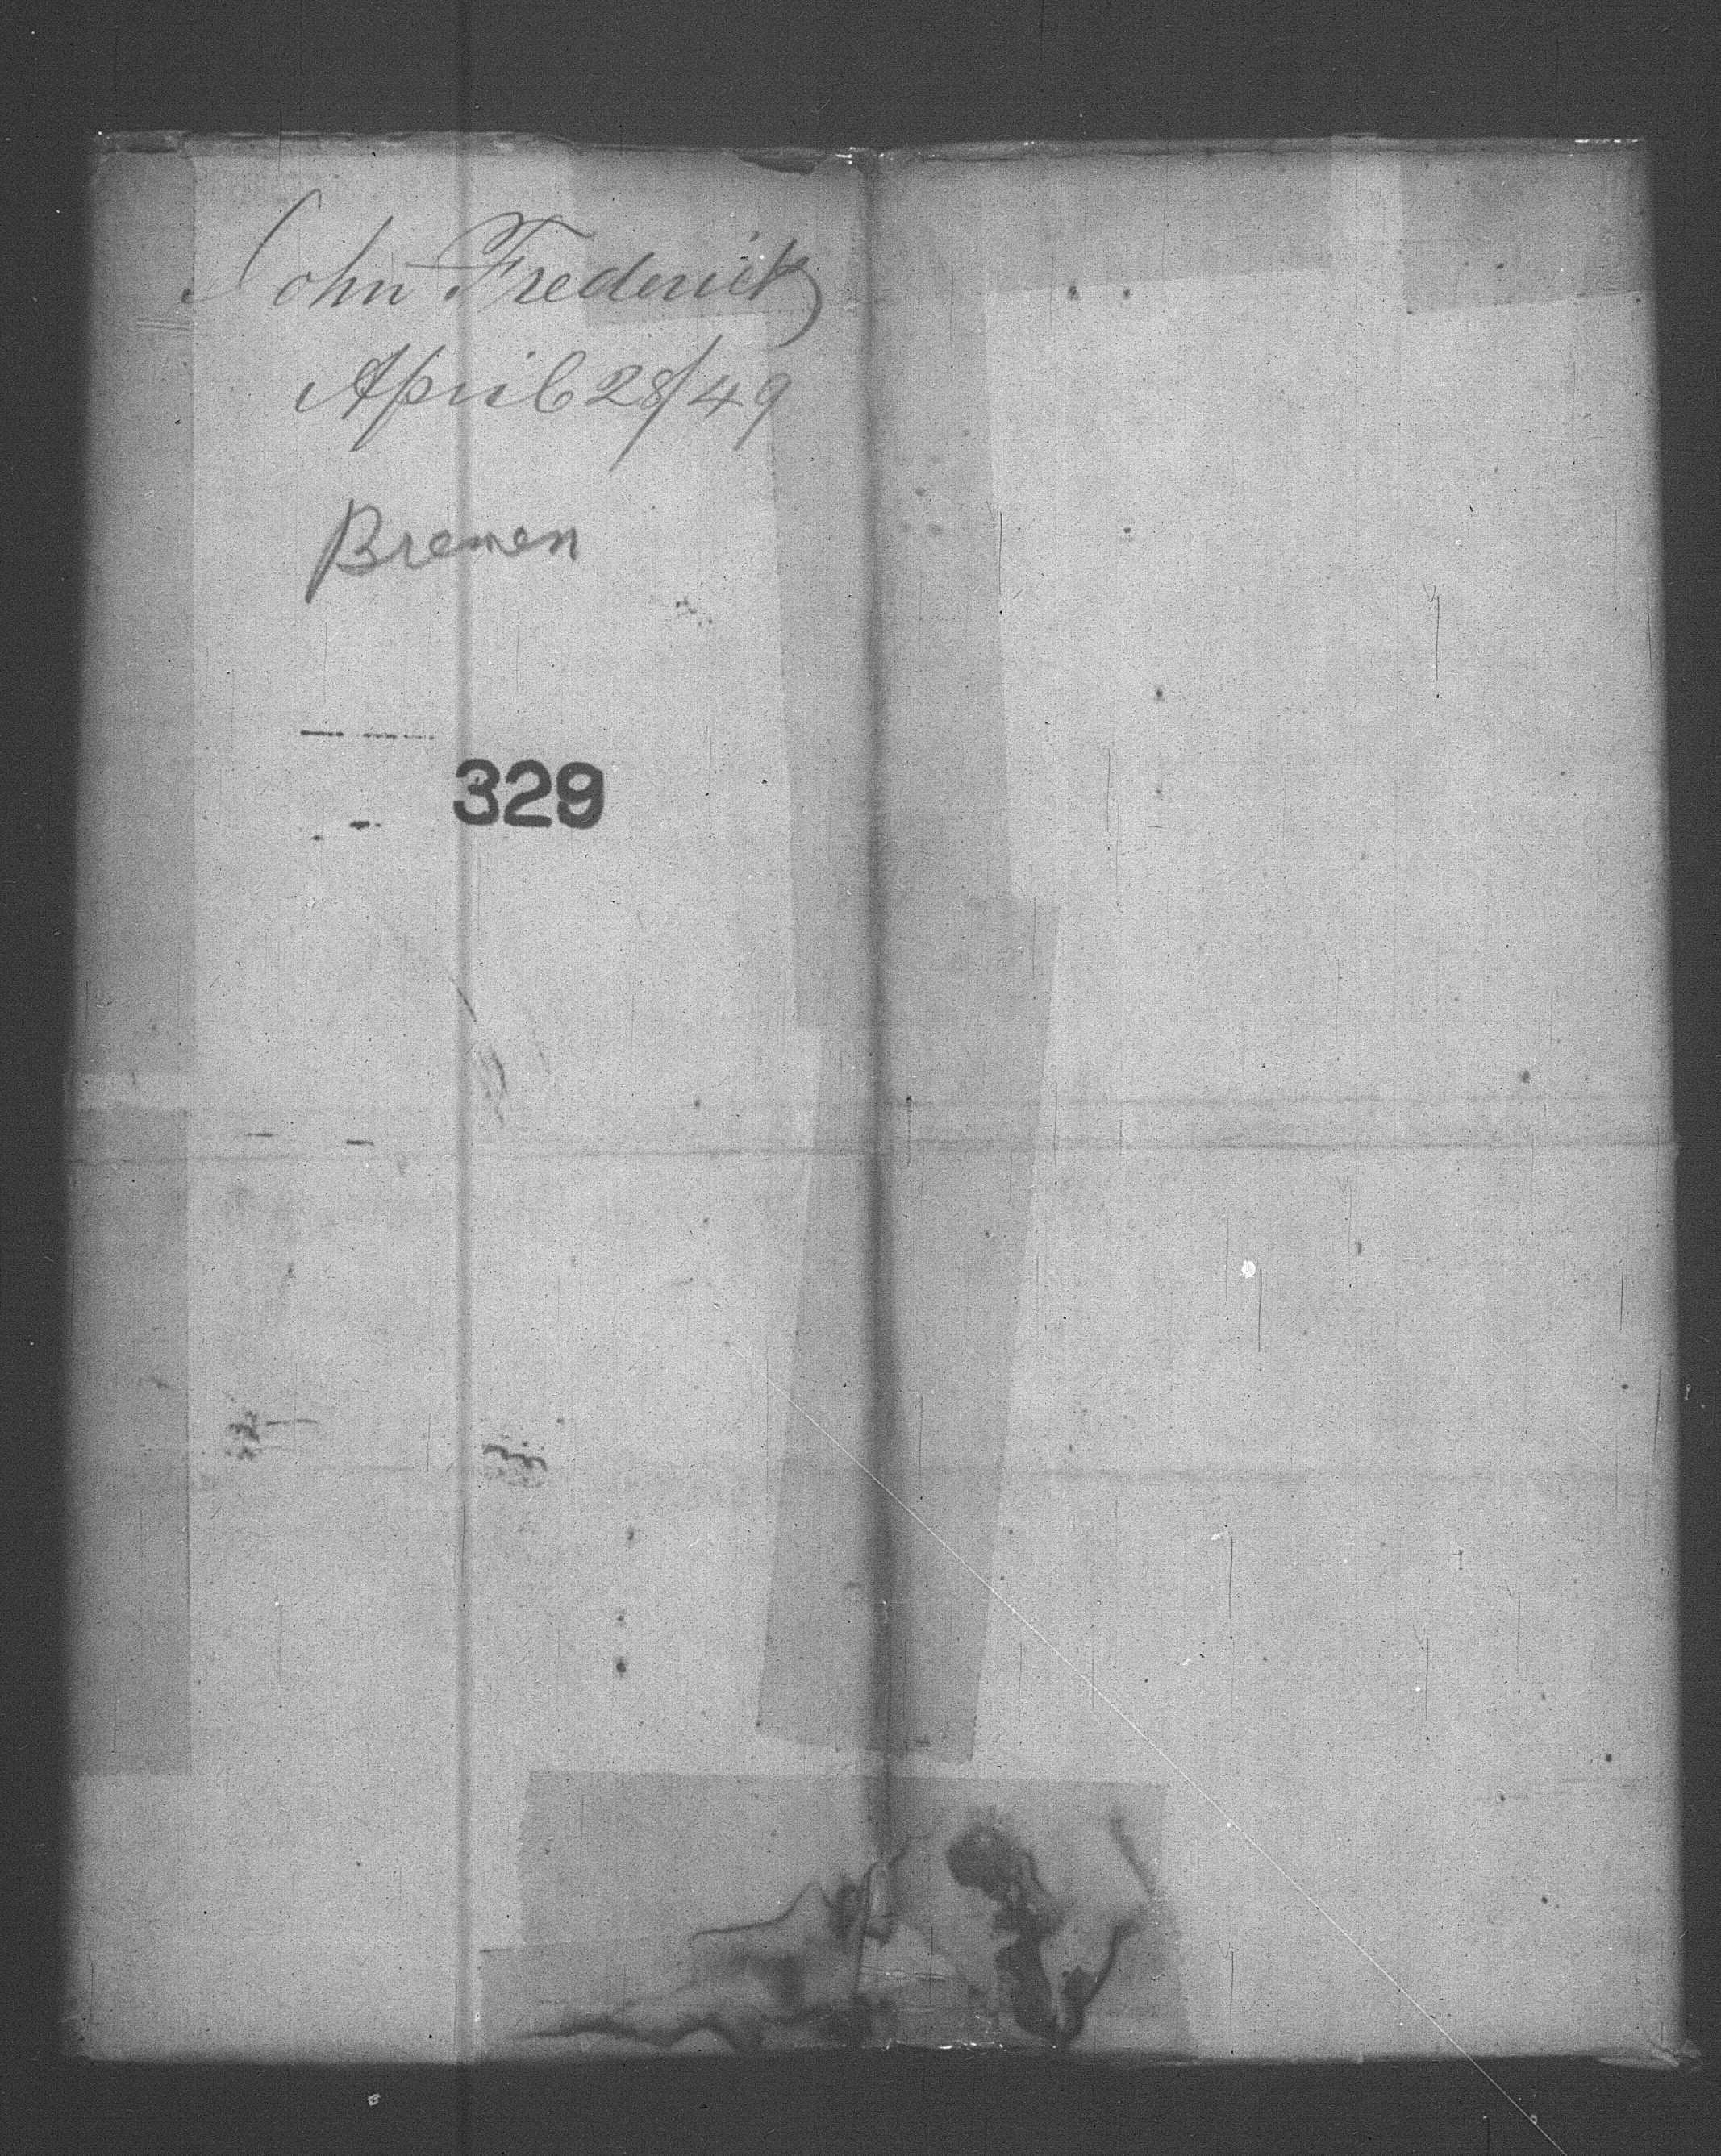 John Frederick
April 28/49
Bremen
329